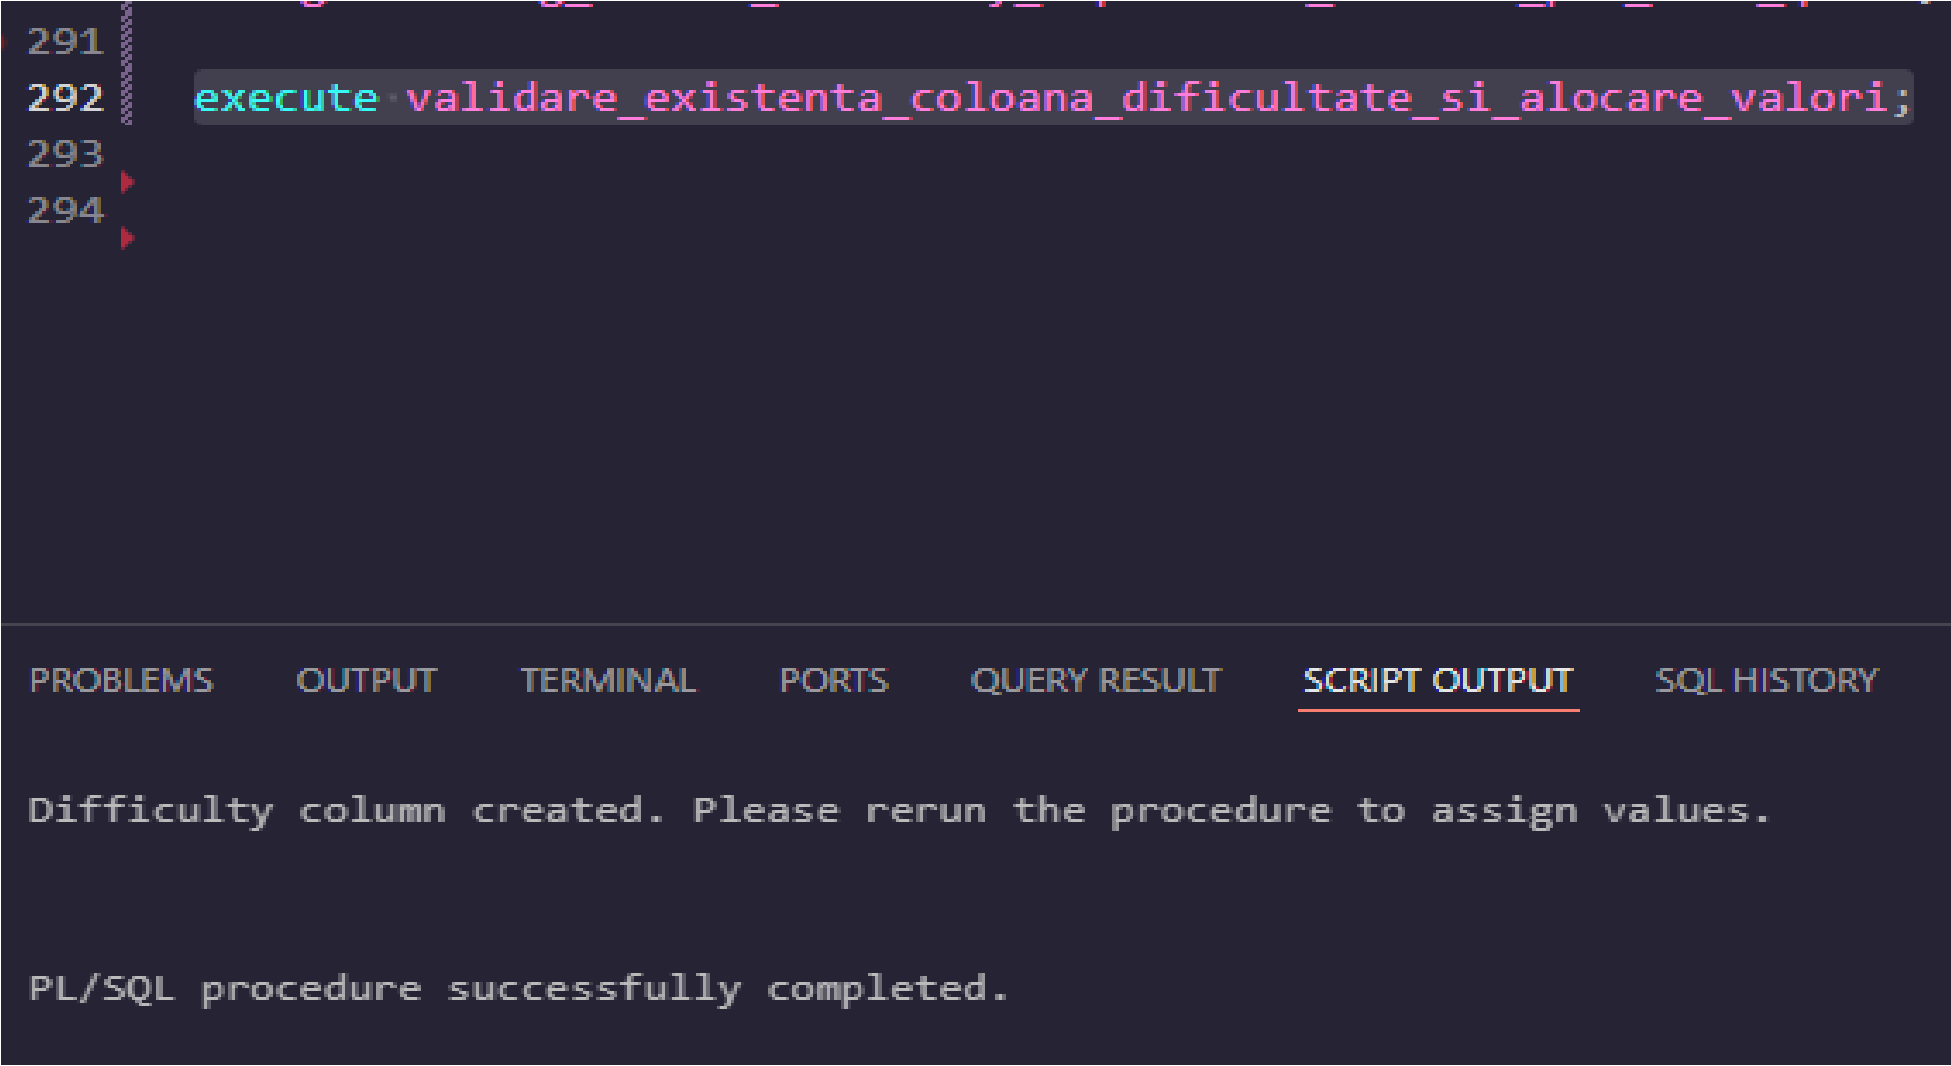 291
292 execute validare_existenta_coloana_dificultate_si_alocare_valori;
293
294
PROBLEMS OUTPUT TERMINAL PORTS QUERY RESULT SCRIPT OUTPUT SQL HISTORY
Difficulty column created. Please rerun the procedure to assign values.
PL/SQL procedure successfully completed.